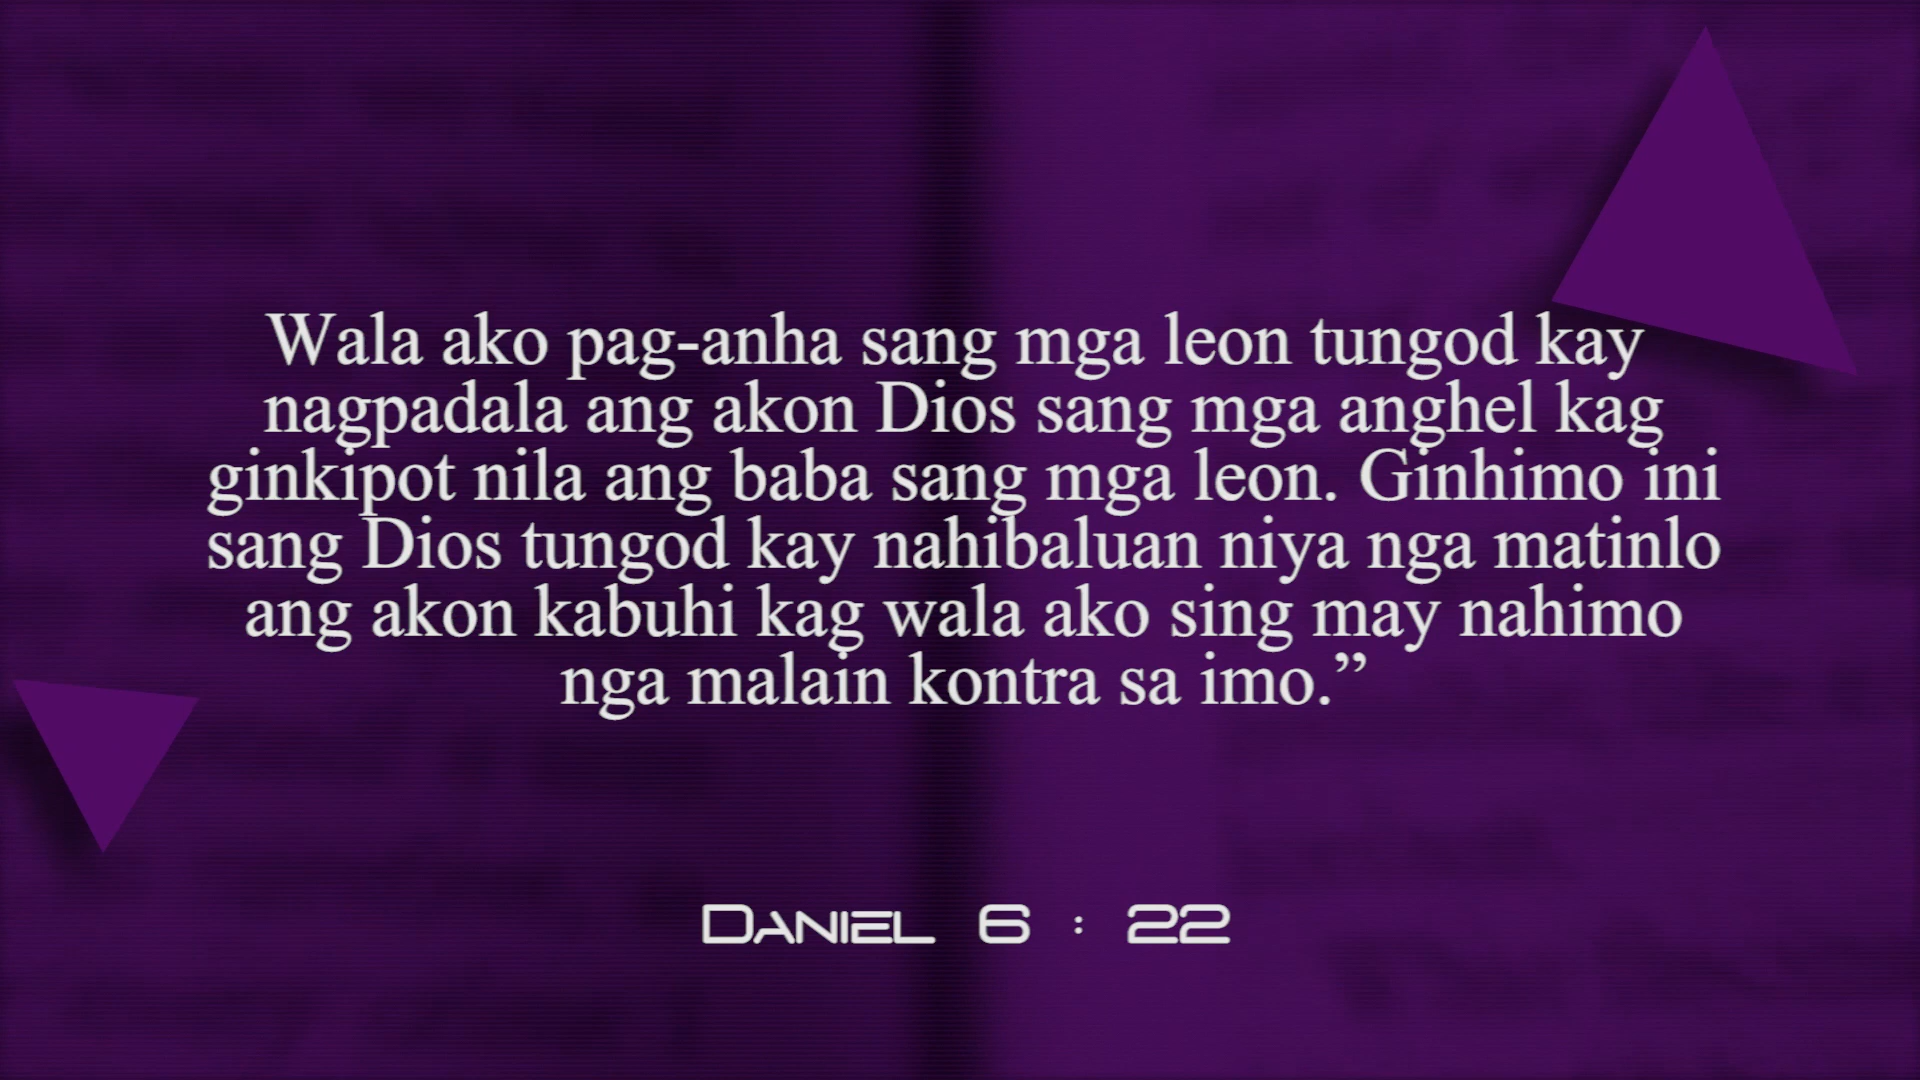 Wala ako pag-anha sang mga leon tungod kay
nagpadala ang akon Dios sang mga anghel kag
ginkipot nila ang baba sang mga leon. Ginhimo ini
sang Dios tungod kay nahibaluan niya nga matinlo
ang akon kabuhi kag wala ako sing may nahimo
nga malain kontra sa imo.”
Daniel 6 : 22